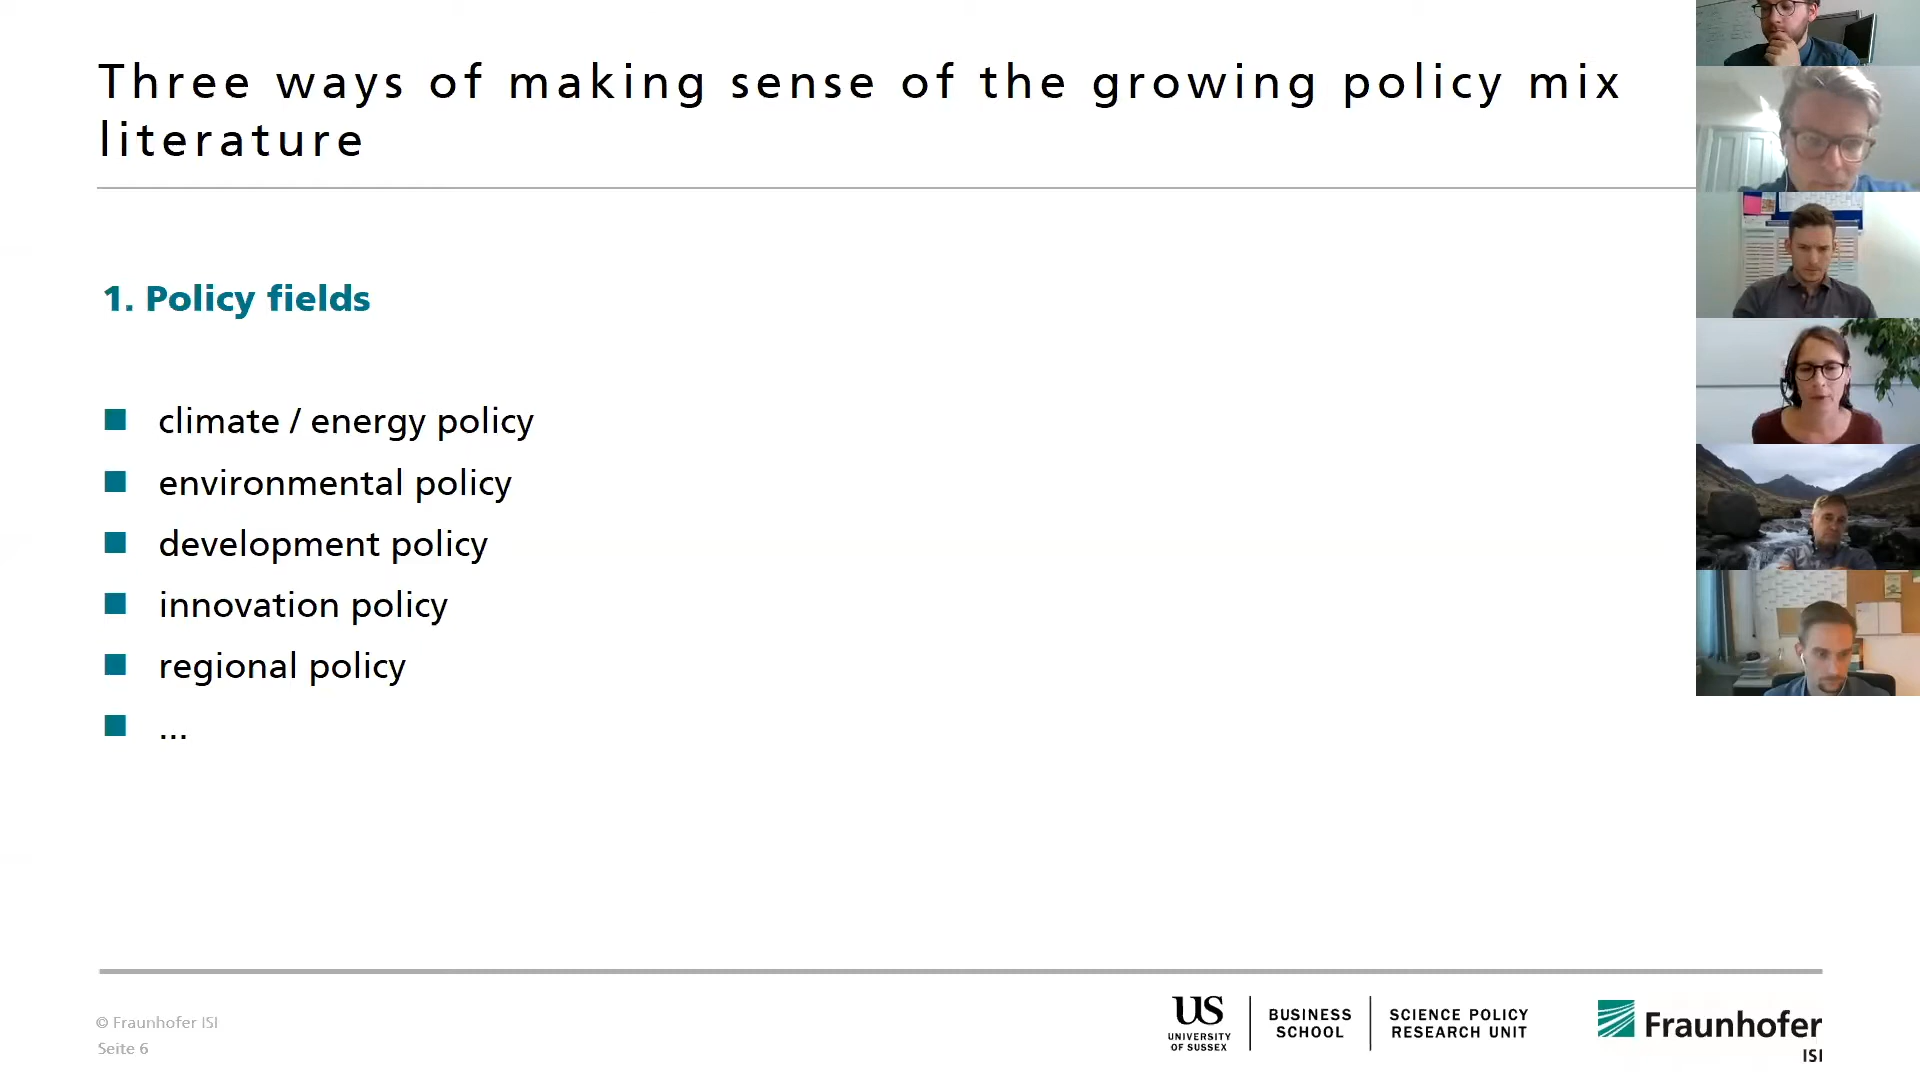 Three ways of making sense of the growing policy mix
literature
1. Policy fields
climate / energy policy
environmental policy
development policy
innovation policy
regional policy
...
© Fraunhofer ISI
Seite 6
US
UNIVERSITY
OF SUSSEX
BUSINESS
SCHOOL
SCIENCE POLICY
RESEARCH UNIT
Fraunhofer
ISI